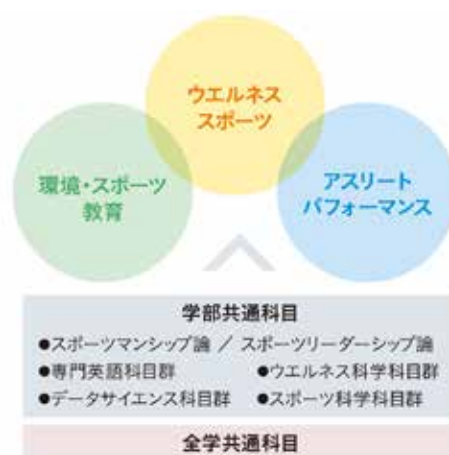 ウエルネス
スポーツ
環境・スポーツ
教育
アスリート
パフォーマンス
学部共通科目
●スポーツマンシップ論 / スポーツリーダーシップ論
●専門英語科目群 ●ウエルネス科学科目群
●データサイエンス科目群 ●スポーツ科学科目群
全学共通科目